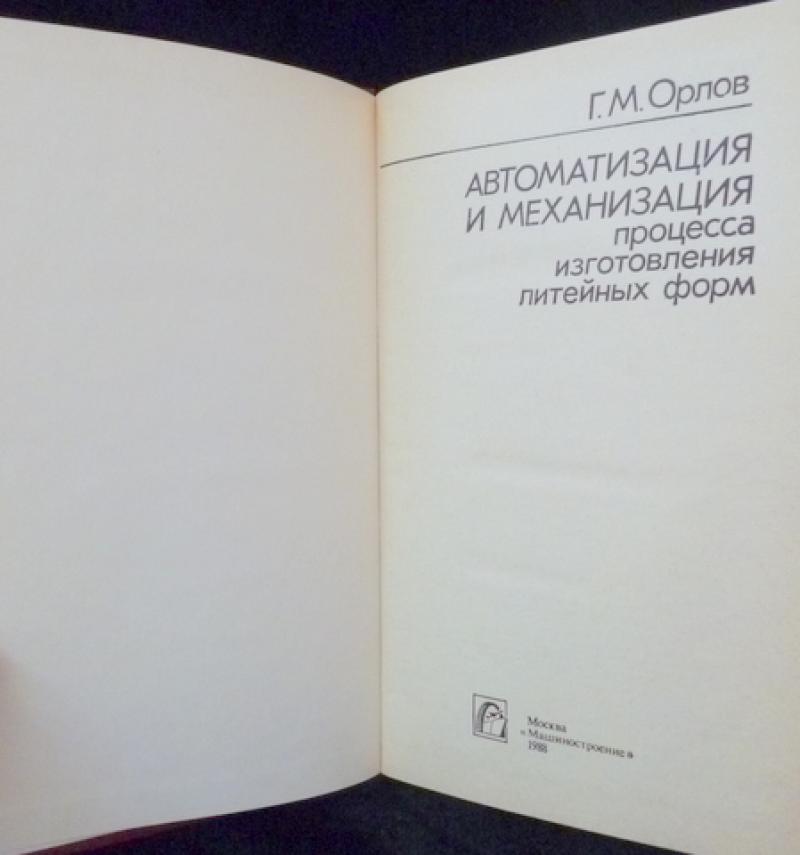 Г.М.Орлов
АВТОМАТИЗАЦИЯ
И МЕХАНИЗАЦИЯ
процесса
изготовления
литейных форм
Москва
«Машиностроение»
1988